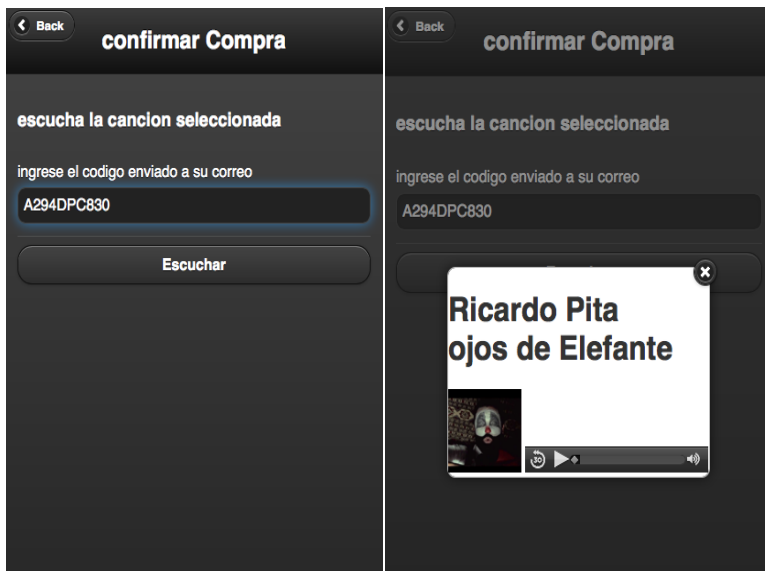 Back
confirmar Compra
escucha la cancion seleccionada
ingrese el codigo enviado a su correo
A294DPC830
Escuchar
Back
confirmar Compra
escucha la cancion seleccionada
ingrese el codigo enviado a su correo
A294DPC830
Ricardo Pita
ojos de Elefante
30